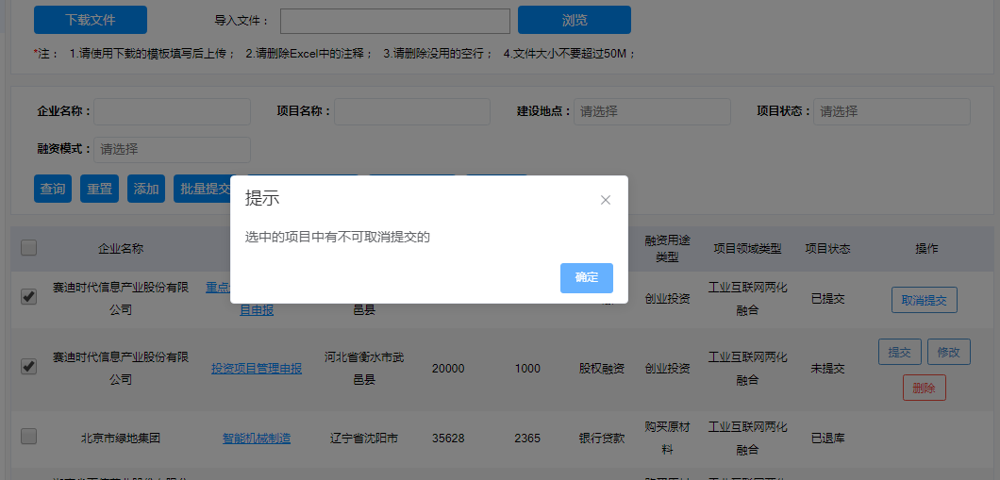 下载文件 导入文件： 浏览
*注： 1.请使用下载的模板填写后上传； 2.请删除Excel中的注释； 3.请删除没用的空行； 4.文件大小不要超过50M；
企业名称： 项目名称： 建设地点： 请选择 项目状态： 请选择
融资模式： 请选择
查询 重置 添加 批量提交
提示
选中的项目中有不可取消提交的
确定
企业名称 融资用途类型 项目领域类型 项目状态 操作
赛迪时代信息产业股份有限 重点 工业互联网两化
公司 目申报 邑县 创业投资 融合 已提交 取消提交
赛迪时代信息产业股份有限 河北省衡水市武 工业互联网两化 提交 修改
公司 投资项目管理申报 邑县 20000 1000 股权融资 创业投资 融合 未提交 删除
北京市绿地集团 智能机械制造 辽宁省沈阳市 35628 2365 银行贷款 购买原材料 工业互联网两化融合 已退库